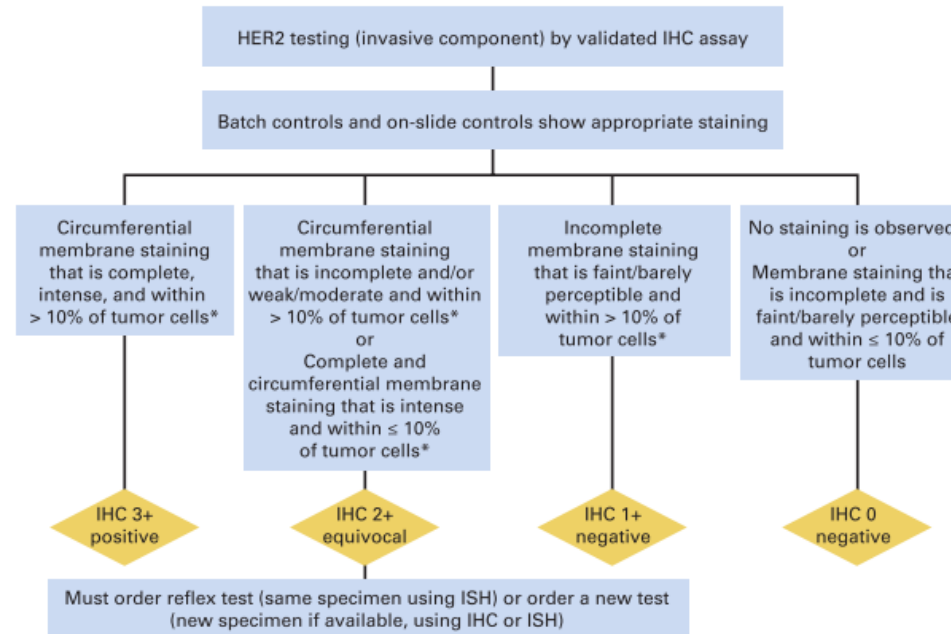 HER2 testing (invasive component) by validated IHC assay
Batch controls and on-slide controls show appropriate staining
Circumferential
membrane staining
that is complete,
intense, and within
> 10% of tumor cells*
Circumferential
membrane staining
that is incomplete and/or
weak/moderate and within
> 10% of tumor cells*
or
Complete and
circumferential membrane
staining that is intense
and within ≤ 10%
of tumor cells*
Incomplete
membrane staining
that is faint/barely
perceptible and
within > 10% of
tumor cells*
No staining is observed
or
Membrane staining tha
is incomplete and is
faint/barely perceptible
and within ≤ 10% of
tumor cells
IHC 3+
positive
IHC 2+
equivocal
IHC 1+
negative
IHC 0
negative
Must order reflex test (same specimen using ISH) or order a new test
(new specimen if available, using IHC or ISH)